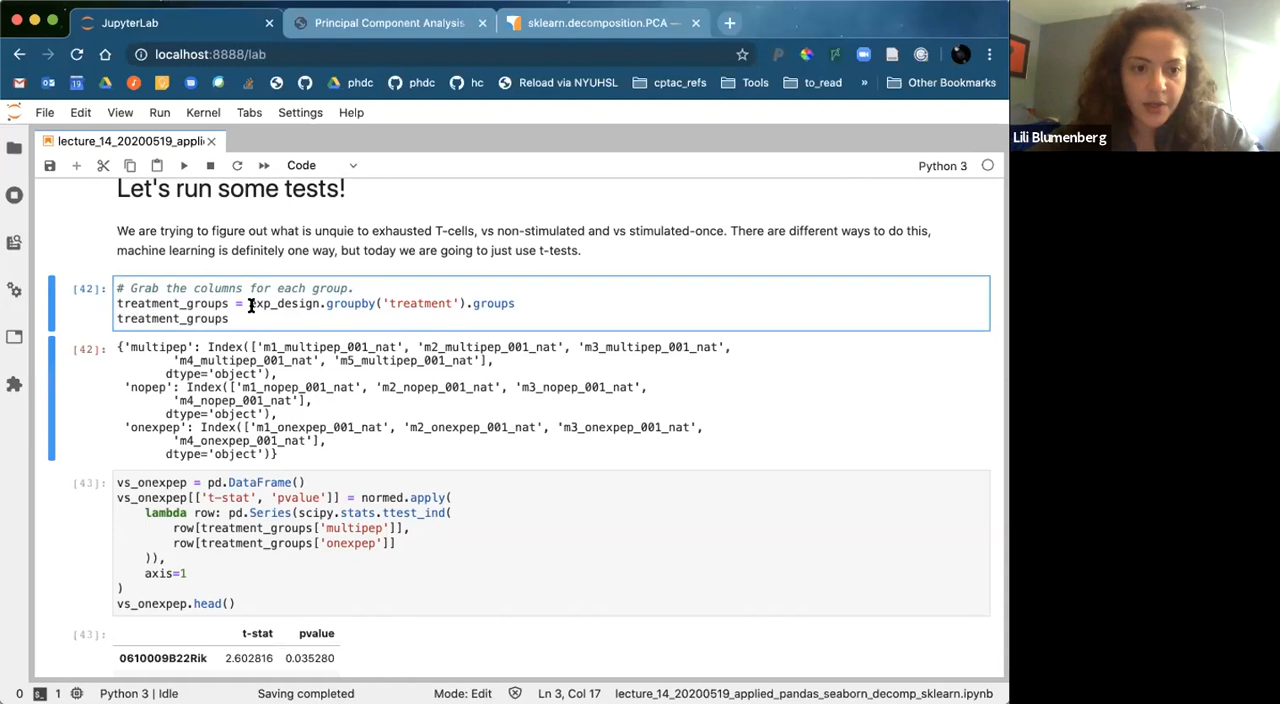 JupyterLab
Principal Component Analysis
sklearn.decomposition.PCA —
localhost:8888/lab
phdc
phdc
hc
Reload via NYUHSL
cptac_refs
Tools
to_read
»
Other Bookmarks
Lili Blumenberg
File Edit View Run Kernel Tabs Settings Help
lecture_14_20200519_appli
Code
Python 3
Let's run some tests!
We are trying to figure out what is unquie to exhausted T-cells, vs non-stimulated and vs stimulated-once. There are different ways to do this,
machine learning is definitely one way, but today we are going to just use t-tests.
[42]: # Grab the columns for each group.
treatment_groups = exp_design.groupby('treatment').groups
treatment_groups
[42]: {'multipep': Index(['m1_multipep_001_nat', 'm2_multipep_001_nat', 'm3_multipep_001_nat',
'm4_multipep_001_nat', 'm5_multipep_001_nat'],
dtype='object'),
'nopep': Index(['m1_nopep_001_nat', 'm2_nopep_001_nat', 'm3_nopep_001_nat',
'm4_nopep_001_nat'],
dtype='object'),
'onexpep': Index(['m1_onexpep_001_nat', 'm2_onexpep_001_nat', 'm3_onexpep_001_nat',
'm4_onexpep_001_nat'],
dtype='object')}
[43]: vs_onexpep = pd.DataFrame()
vs_onexpep[['t-stat', 'pvalue']] = normed.apply(
lambda row: pd.Series(scipy.stats.ttest_ind(
row[treatment_groups['multipep']],
row[treatment_groups['onexpep']]
)),
axis=1
)
vs_onexpep.head()
[43]: t-stat pvalue
0610009B22Rik 2.602816 0.035280
0 1 Python 3 | Idle Saving completed Mode: Edit Ln 3, Col 17 lecture_14_20200519_applied_pandas_seaborn_decomp_sklearn.ipynb